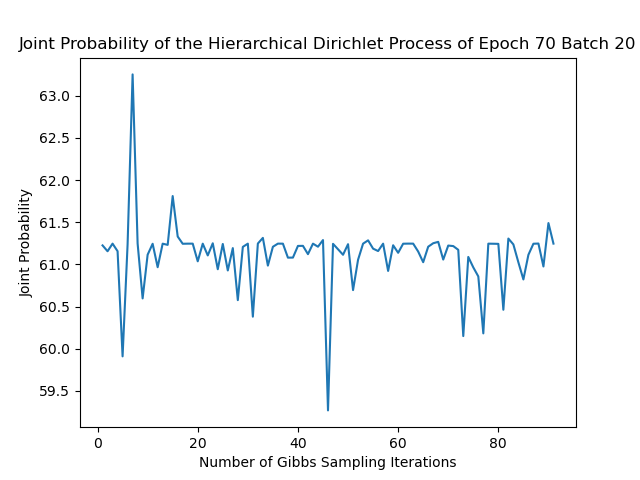 Joint Probability of the Hierarchical Dirichlet Process of Epoch 70 Batch 20
63.0
62.5
62.0
61.5
61.0
60.5
60.0
59.5
Joint Probability
0 20 40 60 80
Number of Gibbs Sampling Iterations